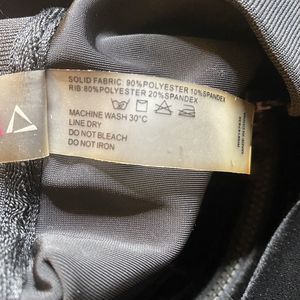 SOLID FABRIC: 90%POLYESTER 10%SPANDEX
RIB: 80%POLYESTER 20%SPANDEX
MACHINE WASH 30°C
LINE DRY
DO NOT BLEACH
DO NOT IRON